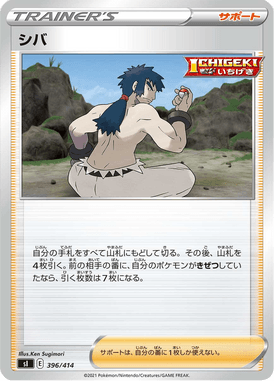 TRAINER'S サポート
シバ
ICHIGEKI
いちげき
自分の手札をすべて山札にもどして切る。その後、山札を
4枚引く。前の相手の番に、自分のポケモンがきぜつしてい
たなら、引く枚数は7枚になる。
Illus.Ken Sugimori
sI E 396/414
サポートは、自分の番に1枚しか使えない。
©2021 Pokémon/Nintendo/Creatures/GAME FREAK.